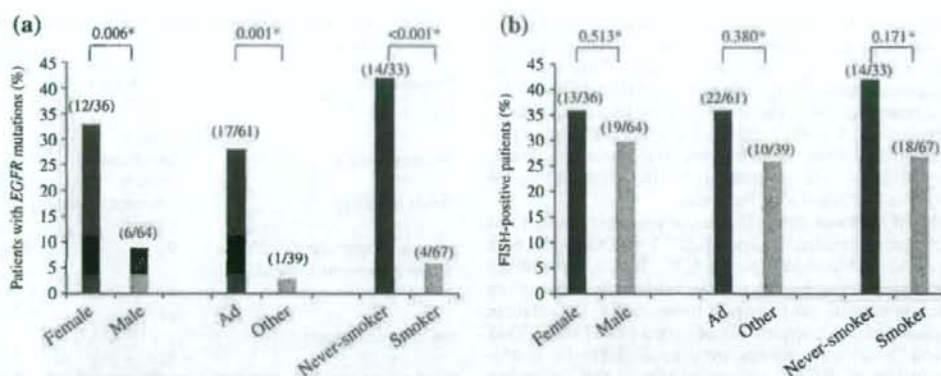 (a)
0.006*
0.001*
<0.001*
Patients with EGFR mutations (%)
45
40
35
30
25
20
15
10
5
0
(12/36)
(6/64)
(17/61)
(1/39)
(14/33)
(4/67)
Female
Male
Ad
Other
Never-smoker
Smoker
(b)
0.513*
0.380*
0.171*
FISH-positive patients (%)
45
40
35
30
25
20
15
10
5
0
(13/36)
(19/64)
(22/61)
(10/39)
(14/33)
(18/67)
Female
Male
Ad
Other
Never-smoker
Smoker